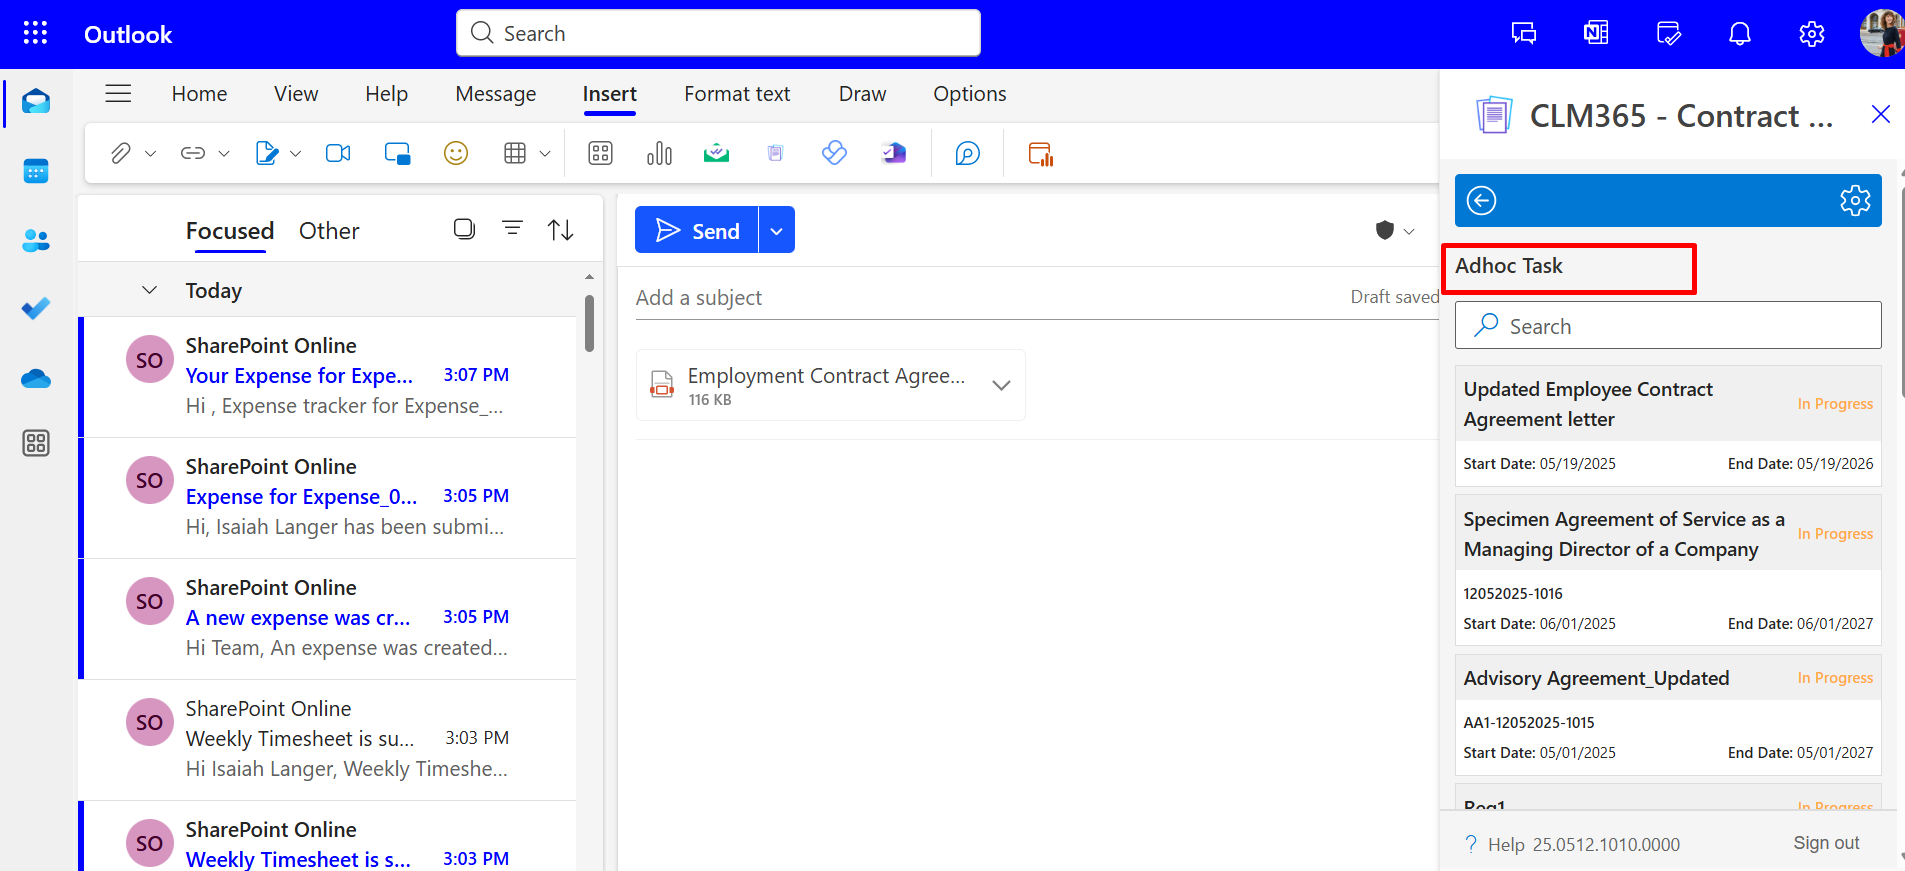 Outlook
Search
Home View Help Message Insert Format text Draw Options
Focused Other
Today
SO
SharePoint Online
Your Expense for Expe... 3:07 PM
Hi , Expense tracker for Expense_...
SO
SharePoint Online
Expense for Expense_0... 3:05 PM
Hi, Isaiah Langer has been submi...
SO
SharePoint Online
A new expense was cr... 3:05 PM
Hi Team, An expense was created...
SO
SharePoint Online
Weekly Timesheet is su... 3:03 PM
Hi Isaiah Langer, Weekly Timeshe...
SO
SharePoint Online
Weekly Timesheet is s... 3:03 PM
Send
Add a subject Draft saved
Employment Contract Agree...
116 KB
CLM365 - Contract ...
Adhoc Task
Search
Updated Employee Contract
Agreement letter
In Progress
Start Date: 05/19/2025 End Date: 05/19/2026
Specimen Agreement of Service as a
Managing Director of a Company
In Progress
12052025-1016
Start Date: 06/01/2025 End Date: 06/01/2027
Advisory Agreement_Updated In Progress
AA1-12052025-1015
Start Date: 05/01/2025 End Date: 05/01/2027
Req1 In Progress
? Help 25.0512.1010.0000 Sign out